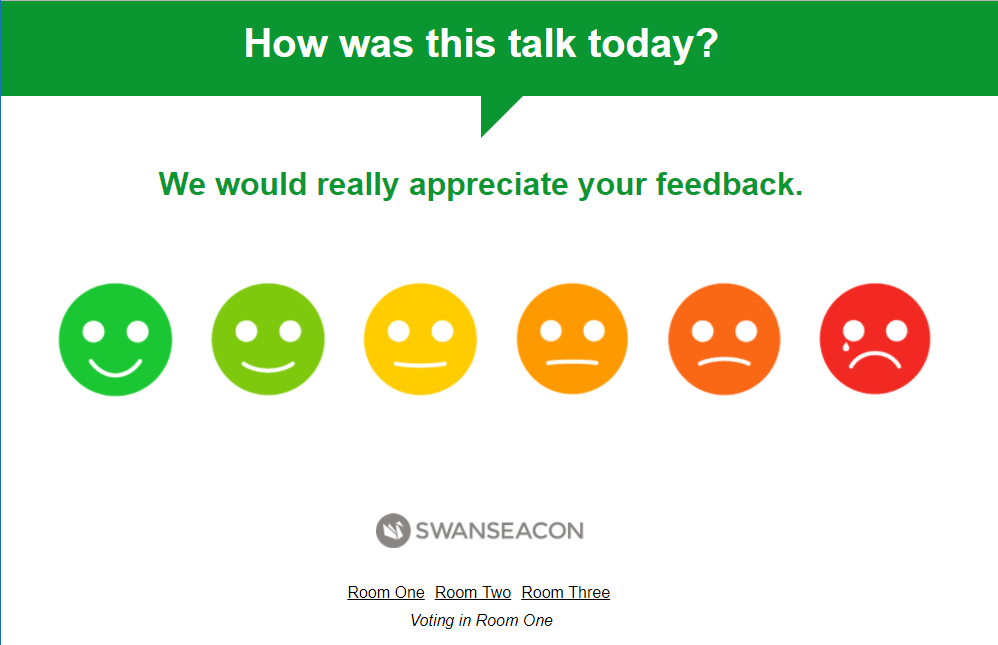 How was this talk today?
We would really appreciate your feedback.
SWANSEACON
Room One Room Two Room Three
Voting in Room One